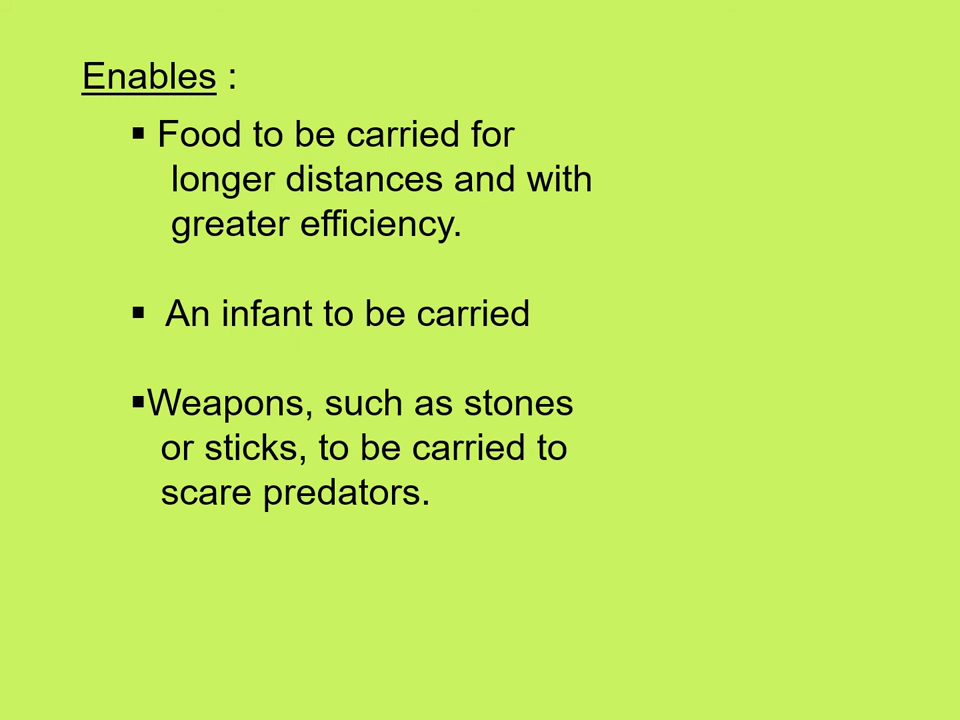 Enables :
▪ Food to be carried for
longer distances and with
greater efficiency.
▪ An infant to be carried
▪Weapons, such as stones
or sticks, to be carried to
scare predators.